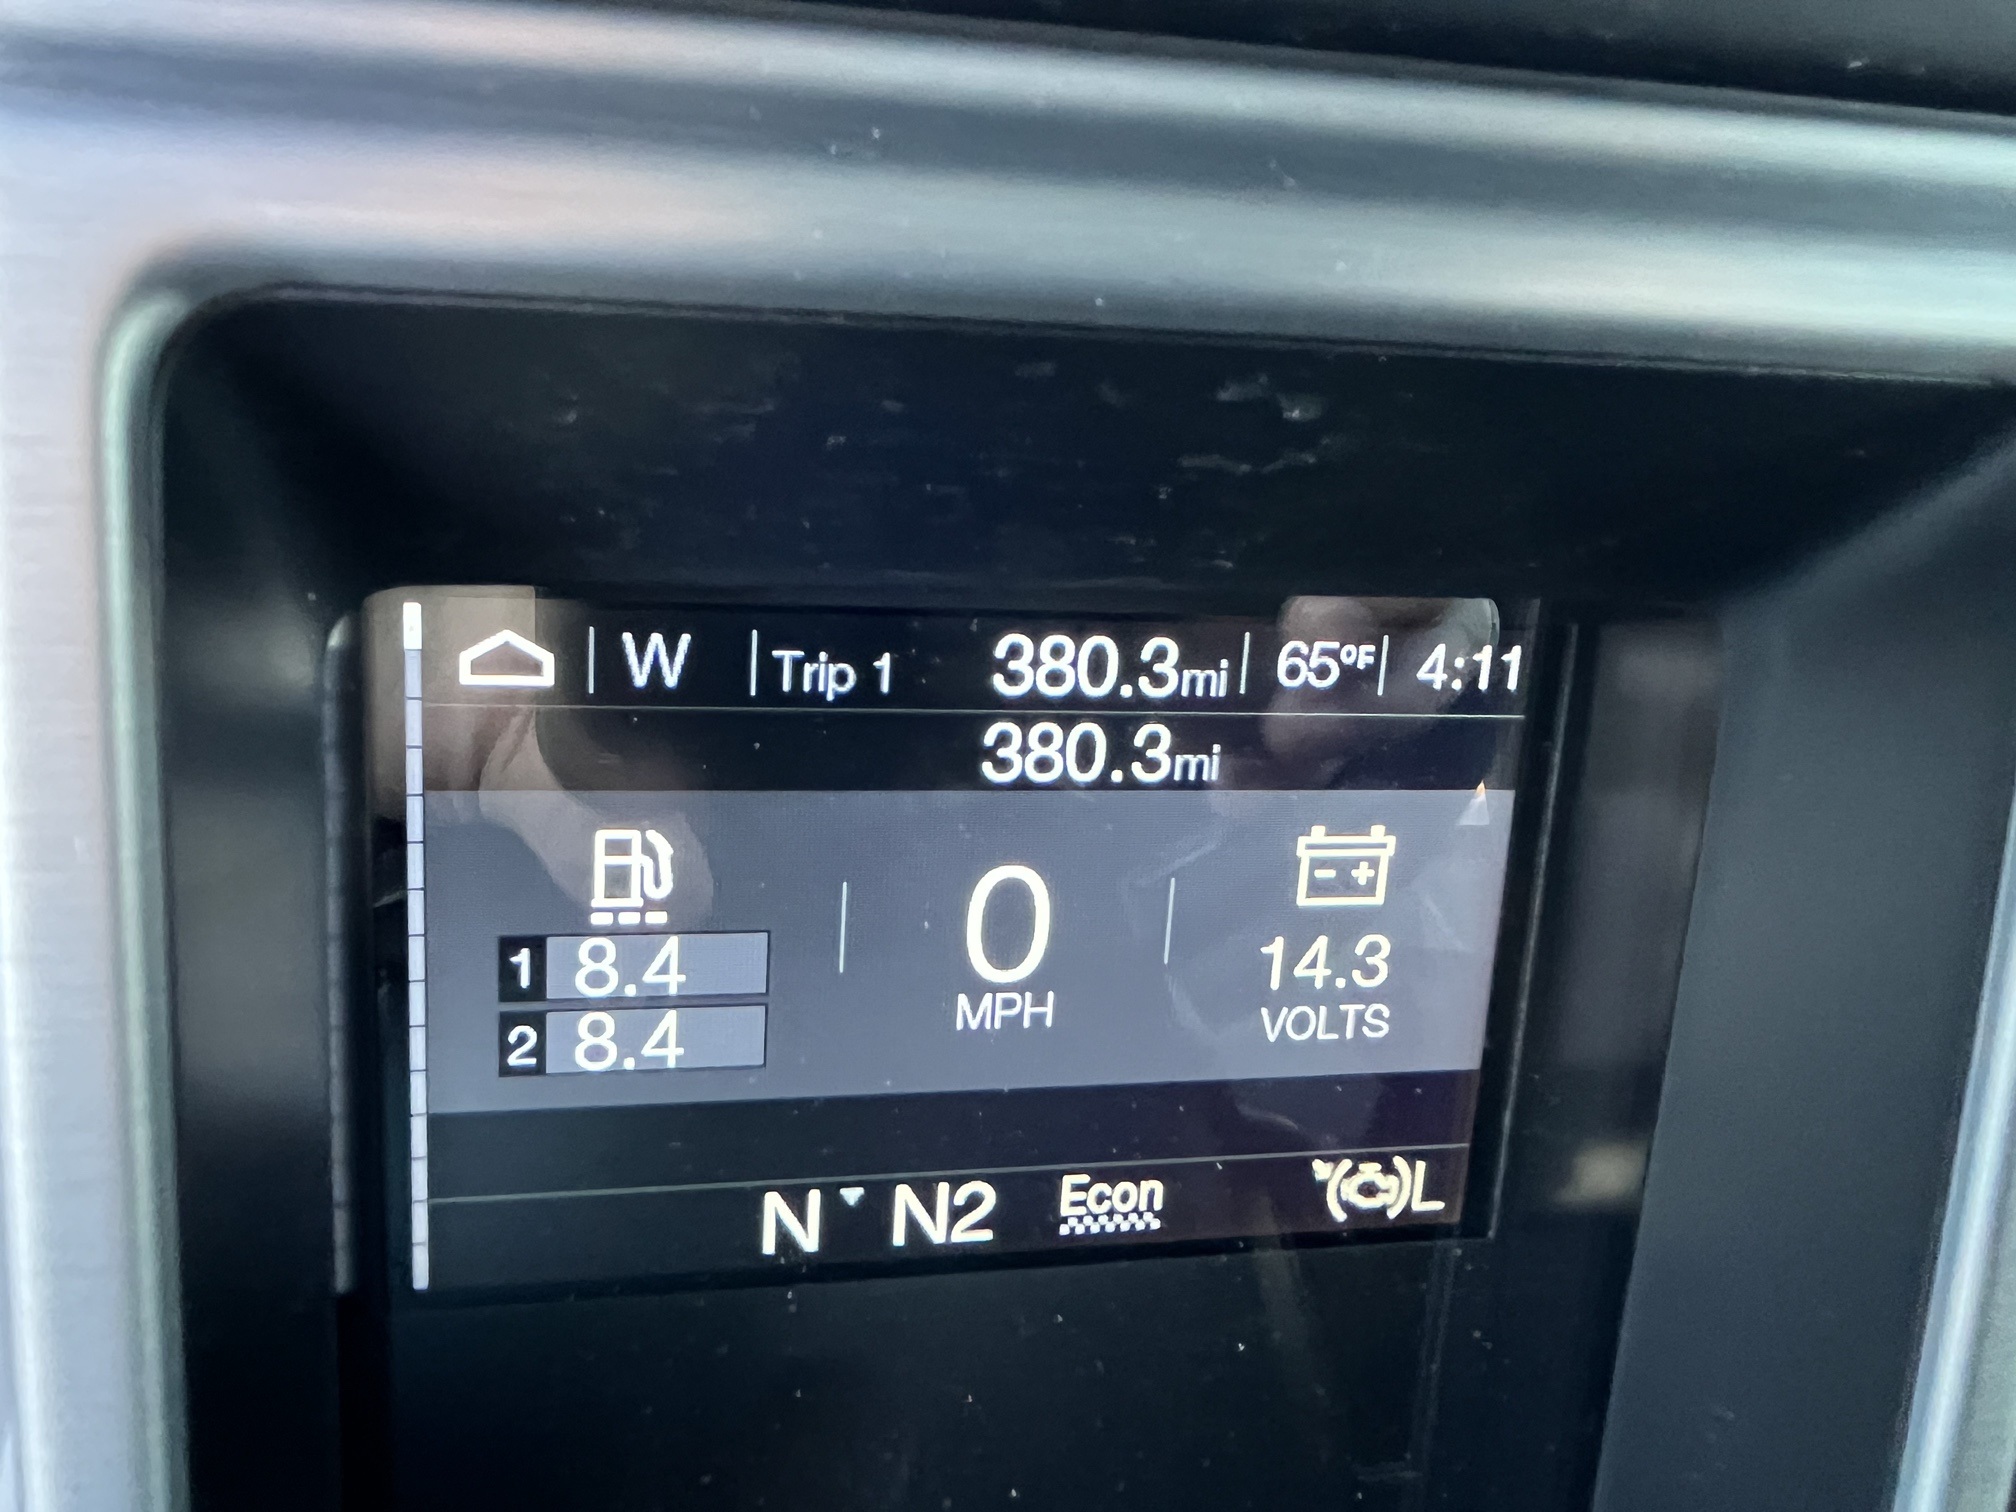 W Trip 1 380.3mi 65°F 4:11
380.3mi
1 8.4
2 8.4
0
MPH
- +
14.3
VOLTS
N N2 Econ L